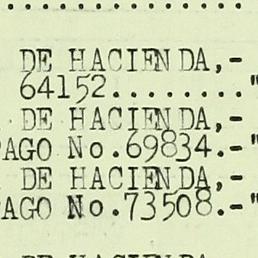 DE HACIENDA,-
64152........"
DE HACIENDA,-
PAGO No.69834.-"
DE HACIENDA,-
PAGO No.73508.-"